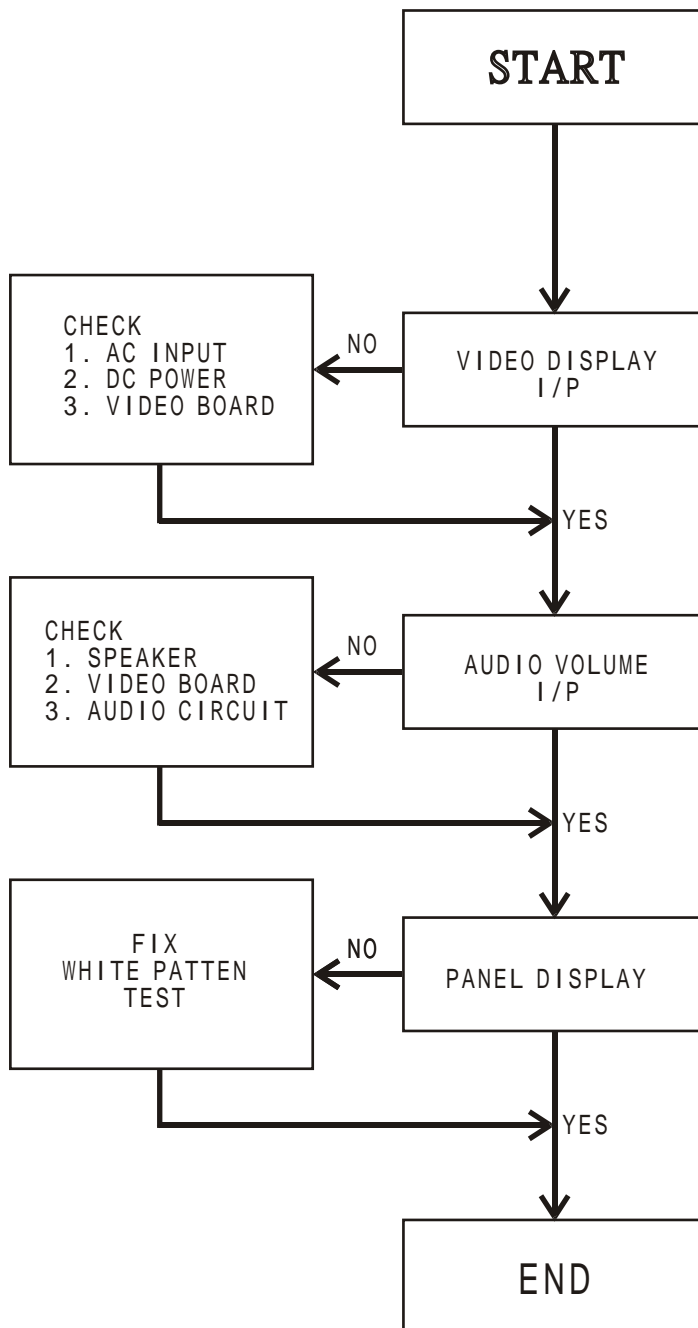 START
CHECK
1. AC INPUT
2. DC POWER
3. VIDEO BOARD
NO
VIDEO DISPLAY
I/P
YES
CHECK
1. SPEAKER
2. VIDEO BOARD
3. AUDIO CIRCUIT
NO
AUDIO VOLUME
I/P
YES
FIX
WHITE PATTEN
TEST
NO
PANEL DISPLAY
YES
END